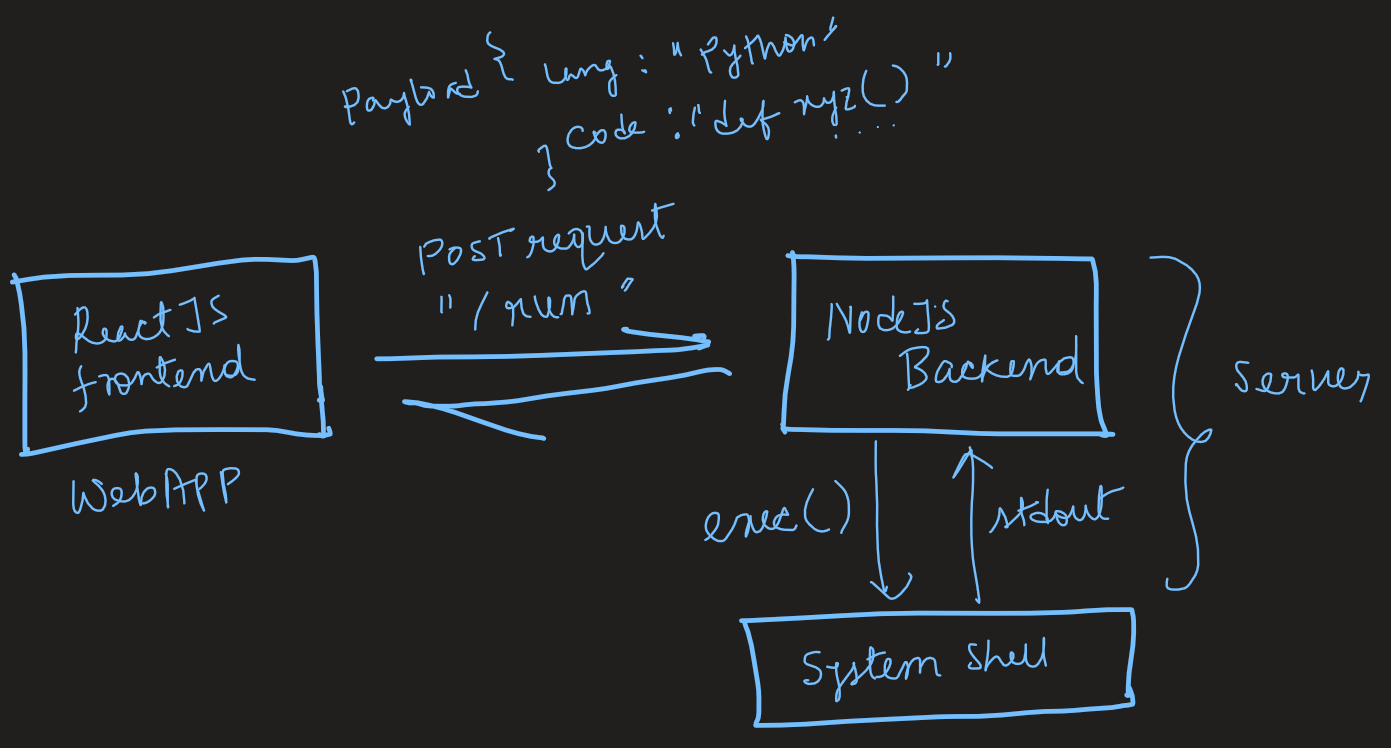 Payload { lang : "Python"
code : "def xyz() "
} ....
POST request
"/run"
ReactJS
frontend
WebAPP
NodeJS
Backend
Server
exec()
stdout
System Shell